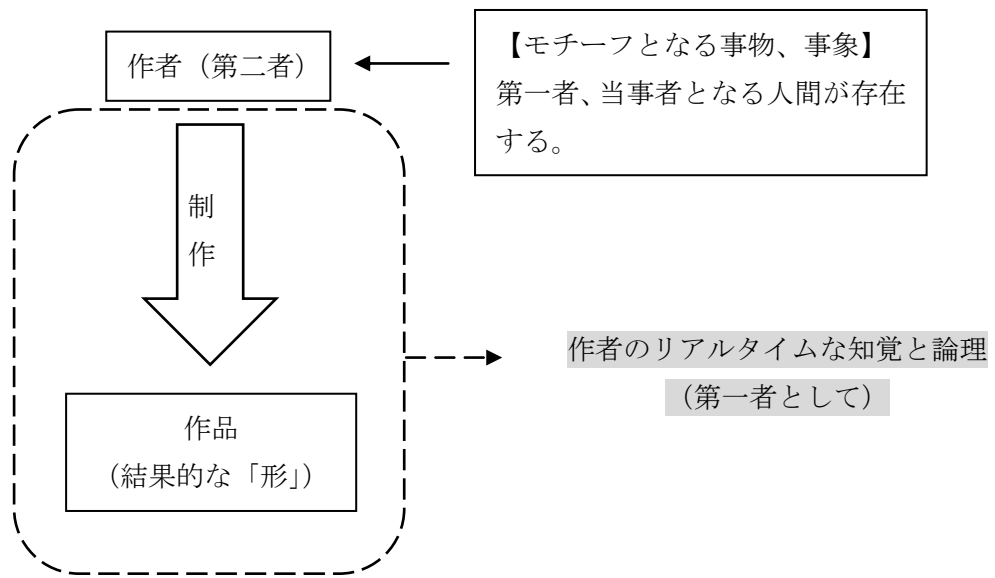 作者（第二者）
【モチーフとなる事物、事象】
第一者、当事者となる人間が存在
する。
制
作
作者のリアルタイムな知覚と論理
（第一者として）
作品
（結果的な「形」）